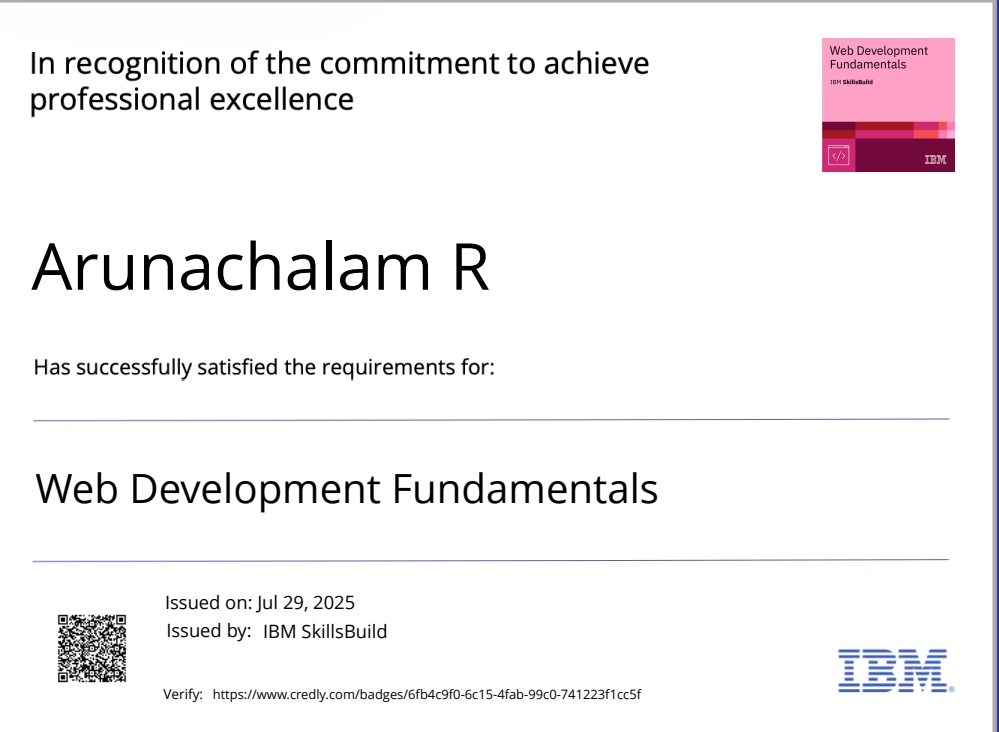 In recognition of the commitment to achieve
professional excellence
Web Development
Fundamentals
IBM SkillsBuild
</>
IBM
Arunachalam R
Has successfully satisfied the requirements for:
Web Development Fundamentals
Issued on: Jul 29, 2025
Issued by: IBM SkillsBuild
Verify: https://www.credly.com/badges/6fb4c9f0-6c15-4fab-99c0-741223f1cc5f
IBM®